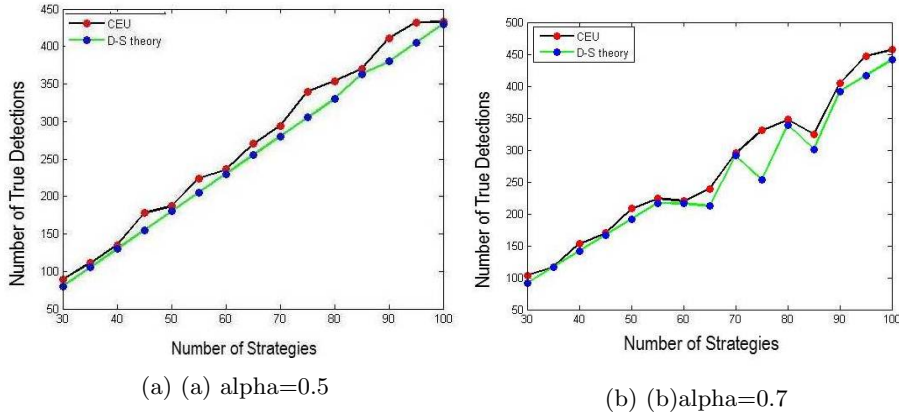 450
400
350
300
250
200
150
100
50
30 40 50 60 70 80 90 100
Number of True Detections
Number of Strategies
CEU
D-S theory
(a) (a) alpha=0.5
500
450
400
350
300
250
200
150
100
50
30 40 50 60 70 80 90 100
Number of True Detections
Number of Strategies
CEU
D-S theory
(b) (b)alpha=0.7